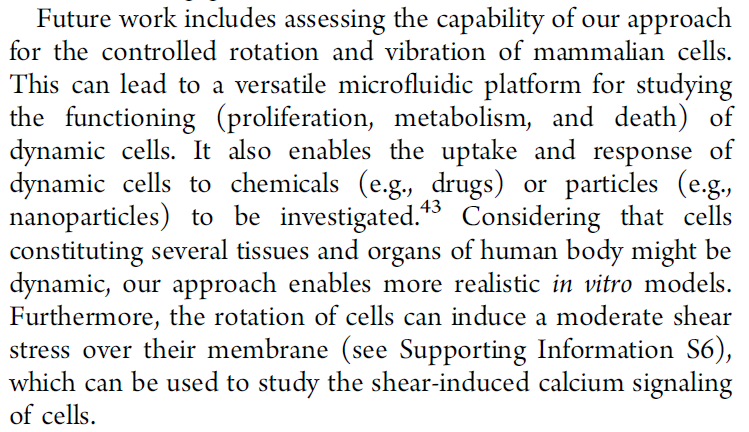 Future work includes assessing the capability of our approach
for the controlled rotation and vibration of mammalian cells.
This can lead to a versatile microfluidic platform for studying
the functioning (proliferation, metabolism, and death) of
dynamic cells. It also enables the uptake and response of
dynamic cells to chemicals (e.g., drugs) or particles (e.g.,
nanoparticles) to be investigated.43 Considering that cells
constituting several tissues and organs of human body might be
dynamic, our approach enables more realistic in vitro models.
Furthermore, the rotation of cells can induce a moderate shear
stress over their membrane (see Supporting Information S6),
which can be used to study the shear-induced calcium signaling
of cells.